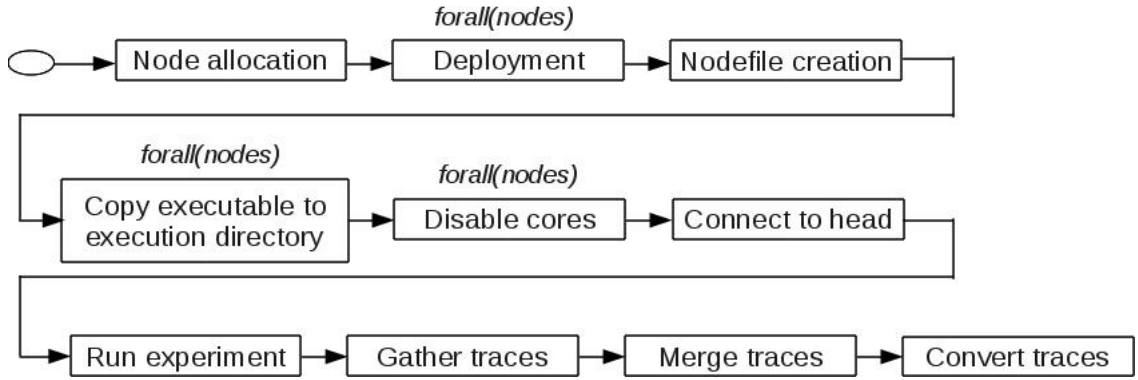 forall(nodes)
Node allocation
Deployment
Nodefile creation
forall(nodes)
forall(nodes)
Copy executable to
execution directory
Disable cores
Connect to head
Run experiment
Gather traces
Merge traces
Convert traces